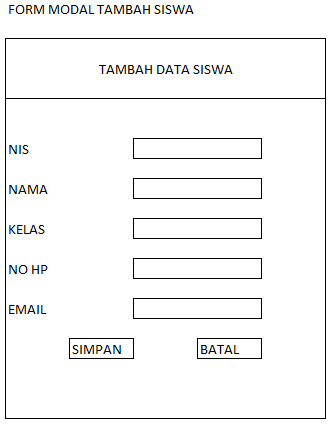 FORM MODAL TAMBAH SISWA
TAMBAH DATA SISWA
NIS
NAMA
KELAS
NO HP
EMAIL
SIMPAN BATAL